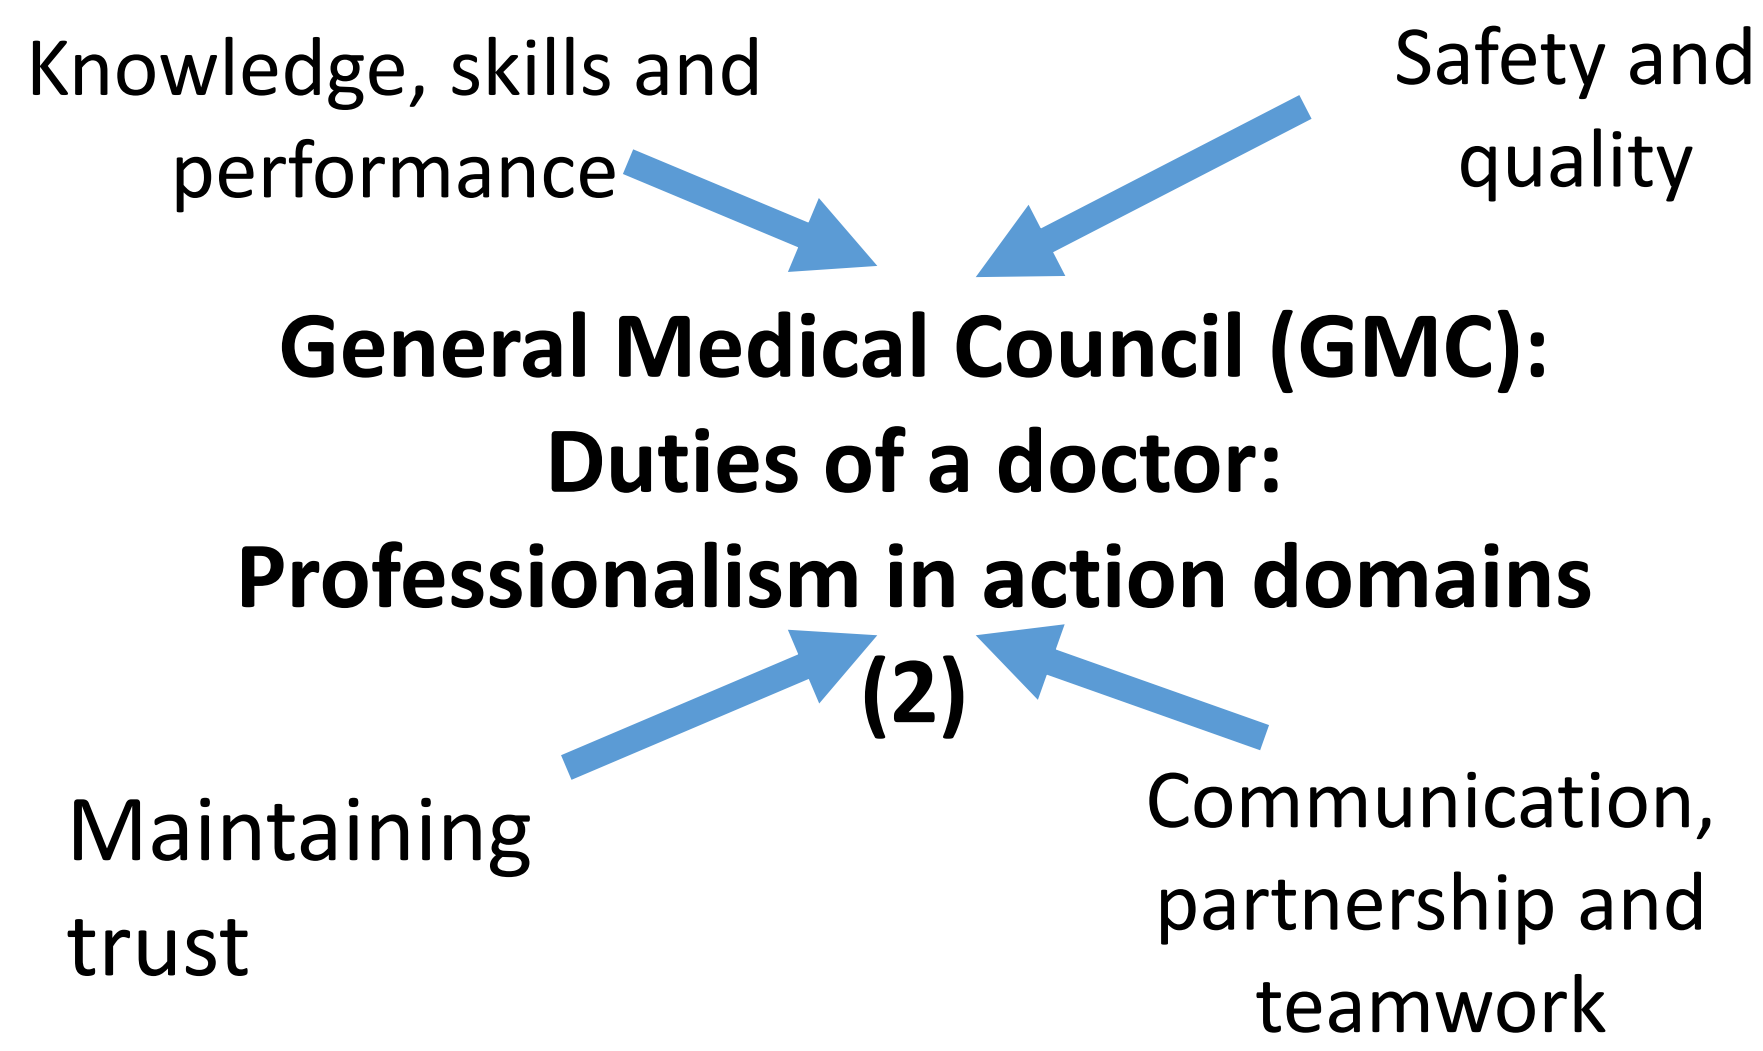 Knowledge, skills and
performance
Safety and
quality
General Medical Council (GMC):
Duties of a doctor:
Professionalism in action domains
(2)
Maintaining
trust
Communication,
partnership and
teamwork